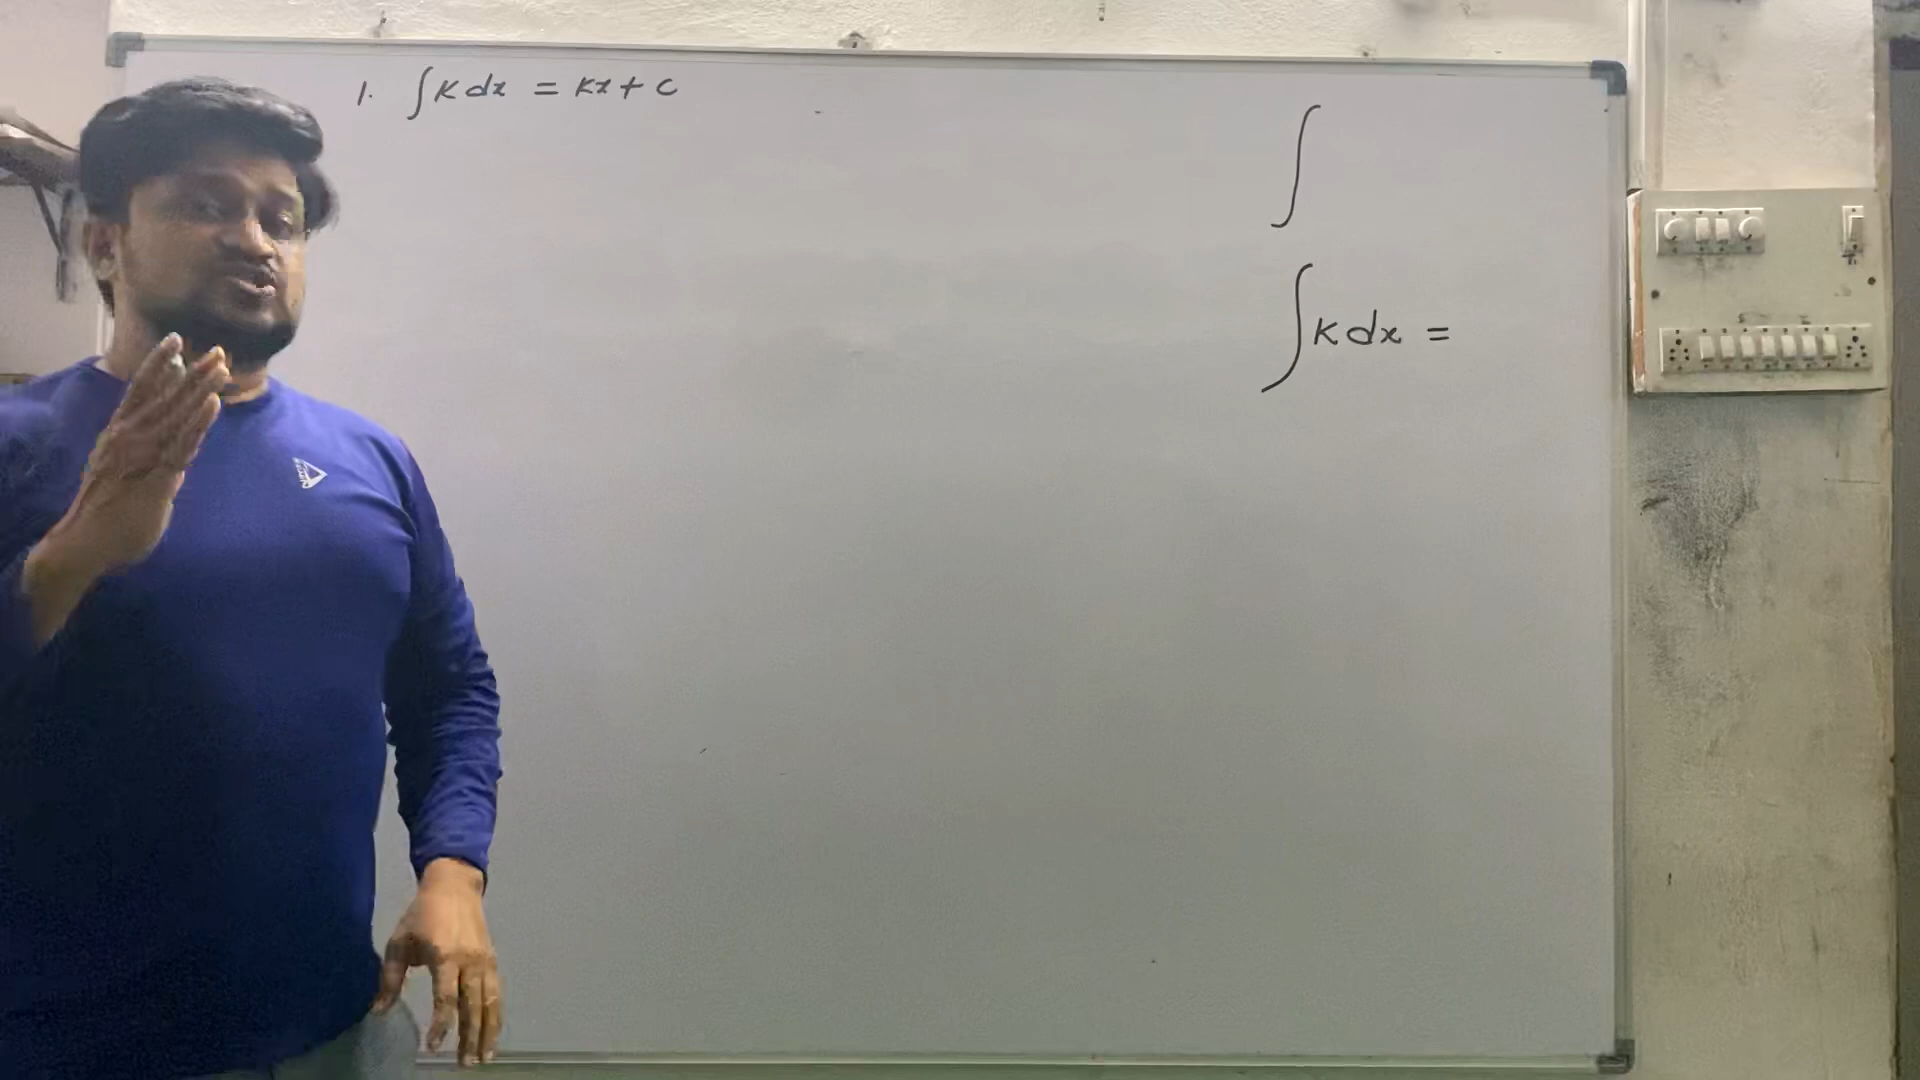 1. ∫K dx = Kx + C
∫
∫K dx =